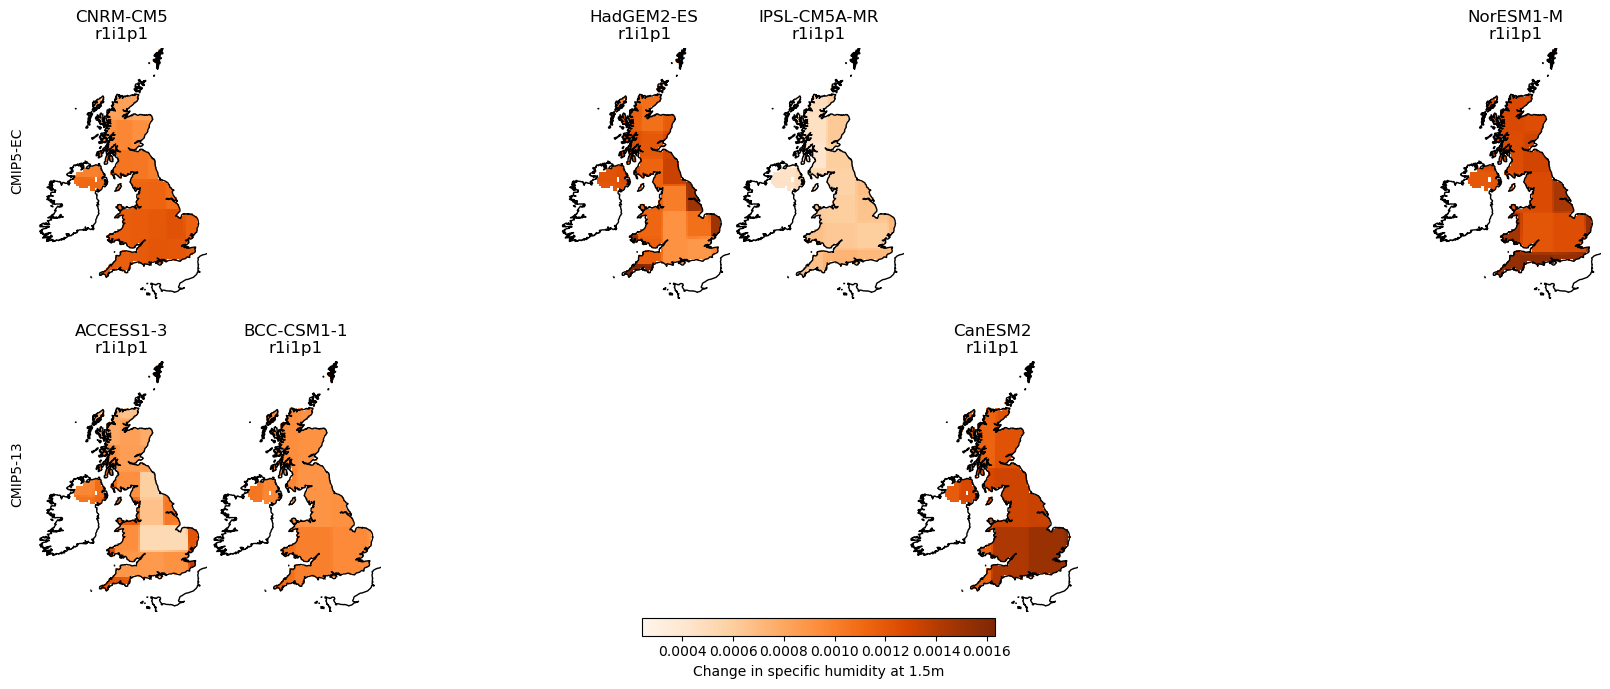 CNRM-CM5
r1i1p1
HadGEM2-ES
r1i1p1
IPSL-CM5A-MR
r1i1p1
NorESM1-M
r1i1p1
CMIP5-EC
ACCESS1-3
r1i1p1
BCC-CSM1-1
r1i1p1
CanESM2
r1i1p1
CMIP5-13
0.0004 0.0006 0.0008 0.0010 0.0012 0.0014 0.0016
Change in specific humidity at 1.5m